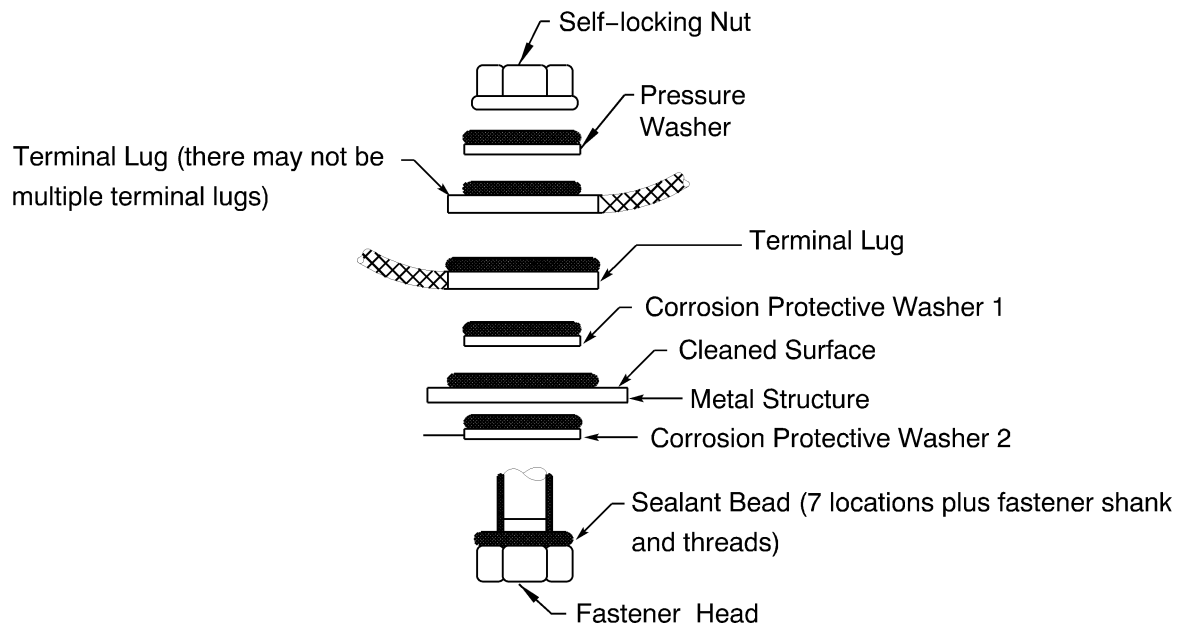 Self-locking Nut
Pressure
Washer
Terminal Lug (there may not be
multiple terminal lugs)
Terminal Lug
Corrosion Protective Washer 1
Cleaned Surface
Metal Structure
Corrosion Protective Washer 2
Sealant Bead (7 locations plus fastener shank
and threads)
Fastener Head